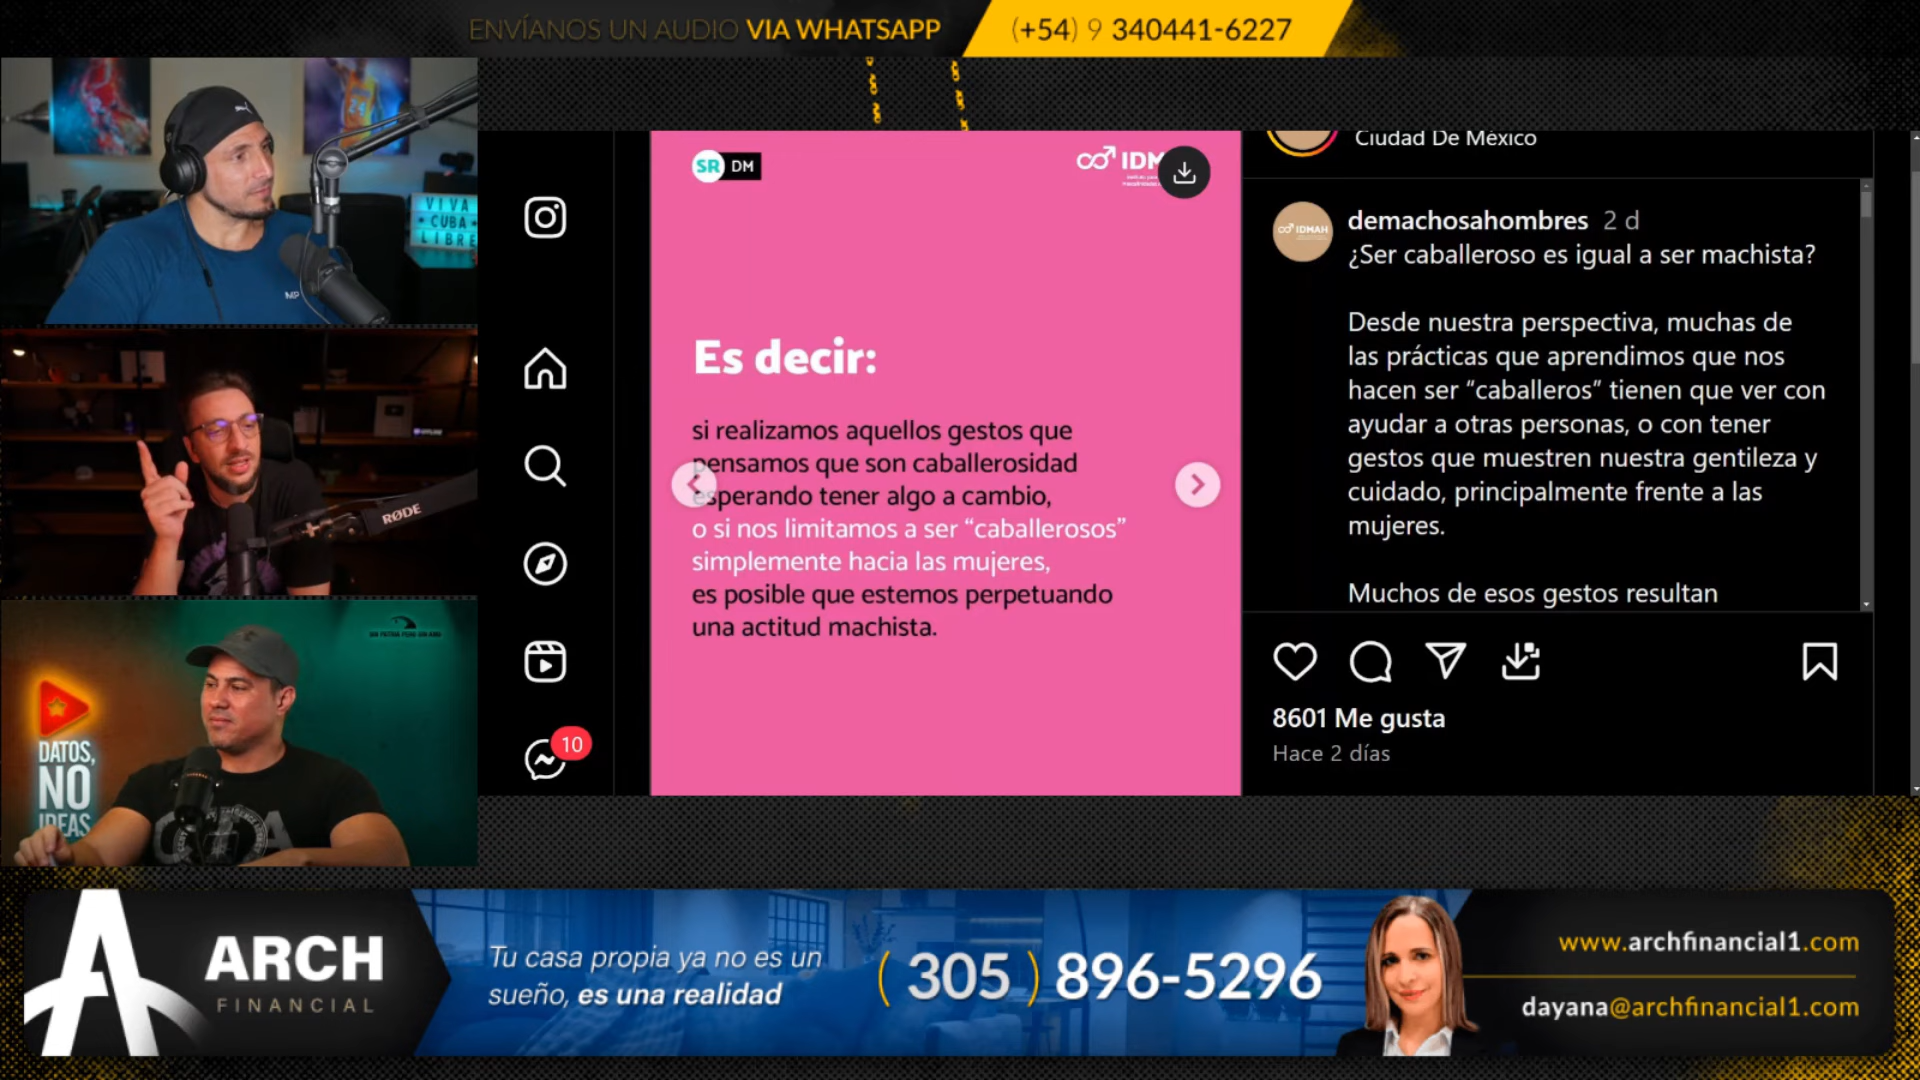 ENVÍANOS UN AUDIO VIA WHATSAPP
(+54) 9 340441-6227
VIVA
CUBA
LIBRE
RØDE
DATOS,
NO
IDEAS
SR DM
IDM
Es decir:
si realizamos aquellos gestos que
pensamos que son caballerosidad
esperando tener algo a cambio,
o si nos limitamos a ser “caballerosos”
simplemente hacia las mujeres,
es posible que estemos perpetuando
una actitud machista.
10
Ciudad De México
IDMAH
demachosahombres 2 d
¿Ser caballeroso es igual a ser machista?
Desde nuestra perspectiva, muchas de
las prácticas que aprendimos que nos
hacen ser “caballeros” tienen que ver con
ayudar a otras personas, o con tener
gestos que muestren nuestra gentileza y
cuidado, principalmente frente a las
mujeres.
Muchos de esos gestos resultan
8601 Me gusta
Hace 2 días
ARCH
FINANCIAL
Tu casa propia ya no es un
sueño, es una realidad
(305) 896-5296
www.archfinancial1.com
dayana@archfinancial1.com